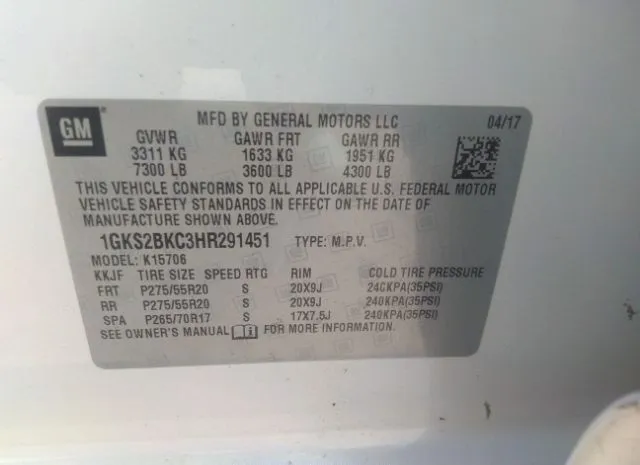 GM
MFD BY GENERAL MOTORS LLC 04/17
GVWR GAWR FRT GAWR RR
3311 KG 1633 KG 1951 KG
7300 LB 3600 LB 4300 LB
THIS VEHICLE CONFORMS TO ALL APPLICABLE U.S. FEDERAL MOTOR
VEHICLE SAFETY STANDARDS IN EFFECT ON THE DATE OF
MANUFACTURE SHOWN ABOVE.
1GKS2BKC3HR291451 TYPE: M.P.V.
MODEL: K15706
KKJF TIRE SIZE SPEED RTG RIM COLD TIRE PRESSURE
FRT P275/55R20 S 20X9J 240KPA(35PSI)
RR P275/55R20 S 20X9J 240KPA(35PSI)
SPA P265/70R17 S 17X7.5J 240KPA(35PSI)
SEE OWNER'S MANUAL FOR MORE INFORMATION.